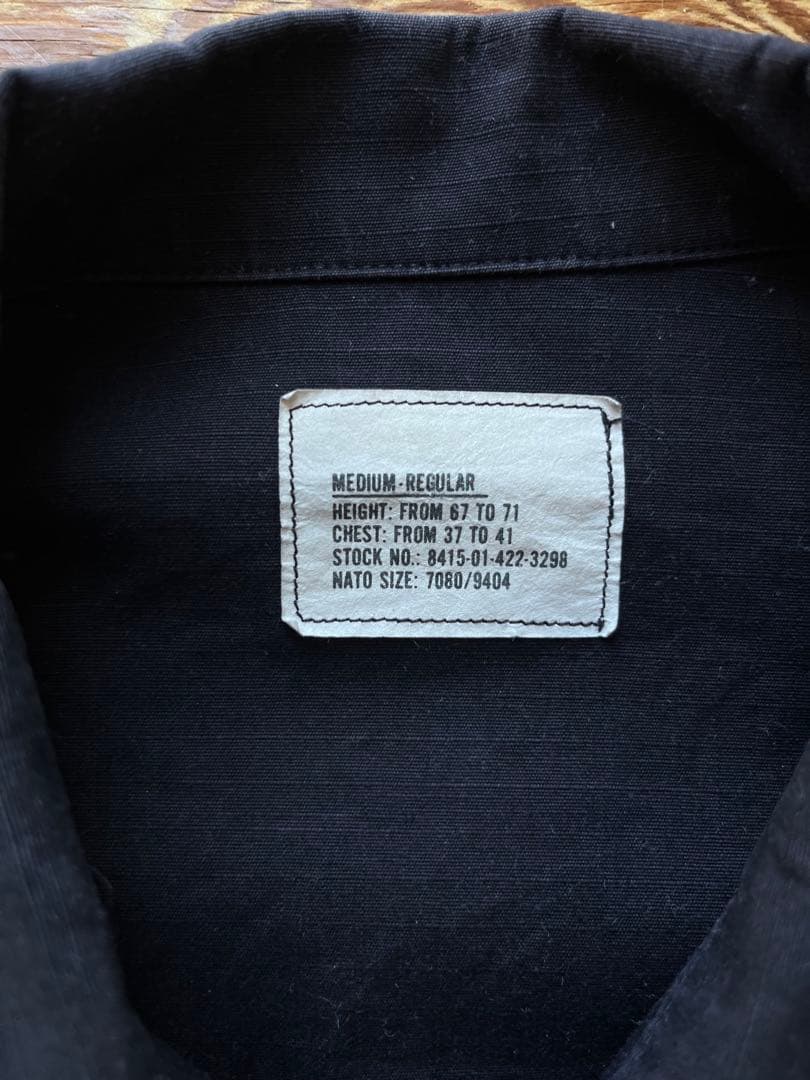 MEDIUM-REGULAR
HEIGHT: FROM 67 TO 71
CHEST: FROM 37 TO 41
STOCK NO.: 8415-01-422-3298
NATO SIZE: 7080/9404